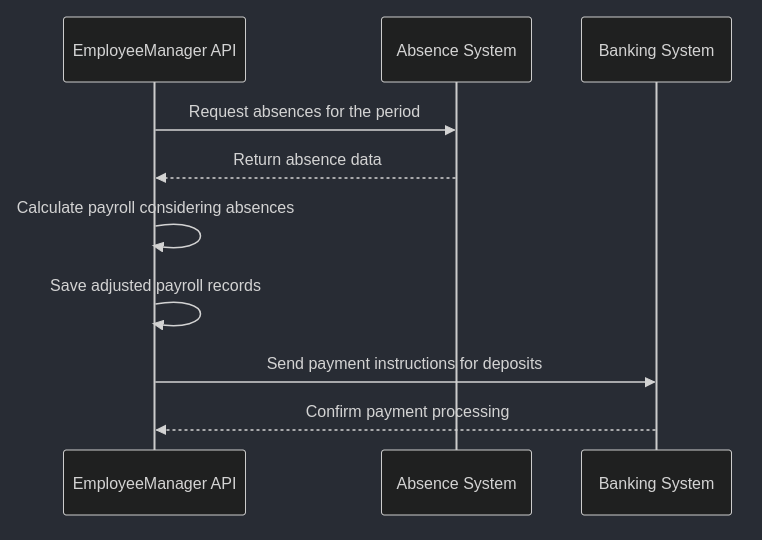 EmployeeManager API
Absence System
Banking System
Request absences for the period
Return absence data
Calculate payroll considering absences
Save adjusted payroll records
Send payment instructions for deposits
Confirm payment processing
EmployeeManager API
Absence System
Banking System